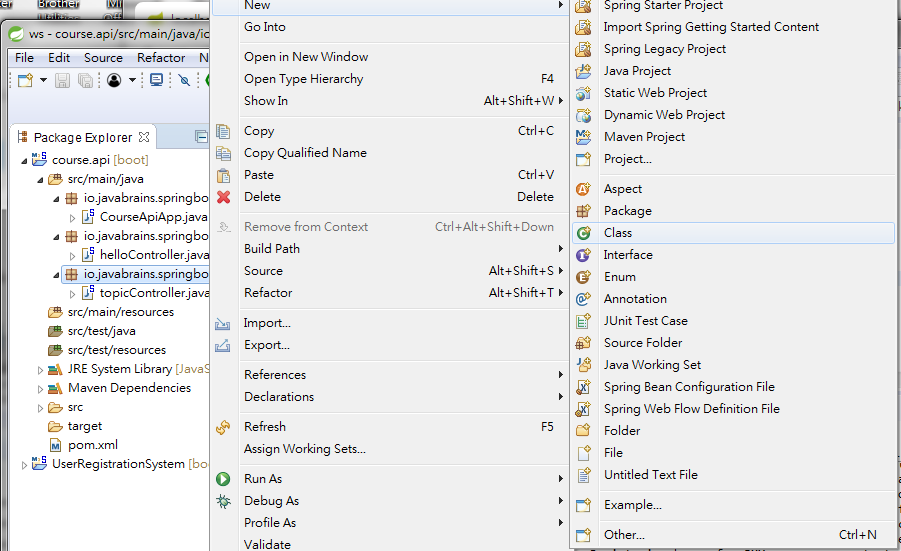 Brother
ws - course.api/src/main/java/io
File Edit Source Refactor N
Package Explorer
course.api [boot]
src/main/java
io.javabrains.springbo
CourseApiApp.java
io.javabrains.springbo
helloController.java
io.javabrains.springbo
topicController.java
src/main/resources
src/test/java
src/test/resources
JRE System Library [JavaS
Maven Dependencies
src
target
pom.xml
UserRegistrationSystem [bo
New
Go Into
Open in New Window
Open Type Hierarchy F4
Show In Alt+Shift+W
Copy Ctrl+C
Copy Qualified Name
Paste Ctrl+V
Delete Delete
Remove from Context Ctrl+Alt+Shift+Down
Build Path
Source Alt+Shift+S
Refactor Alt+Shift+T
Import...
Export...
References
Declarations
Refresh F5
Assign Working Sets...
Run As
Debug As
Profile As
Validate
Spring Starter Project
Import Spring Getting Started Content
Spring Legacy Project
Java Project
Static Web Project
Dynamic Web Project
Maven Project
Project...
Aspect
Package
Class
Interface
Enum
Annotation
JUnit Test Case
Source Folder
Java Working Set
Spring Bean Configuration File
Spring Web Flow Definition File
Folder
File
Untitled Text File
Example...
Other... Ctrl+N